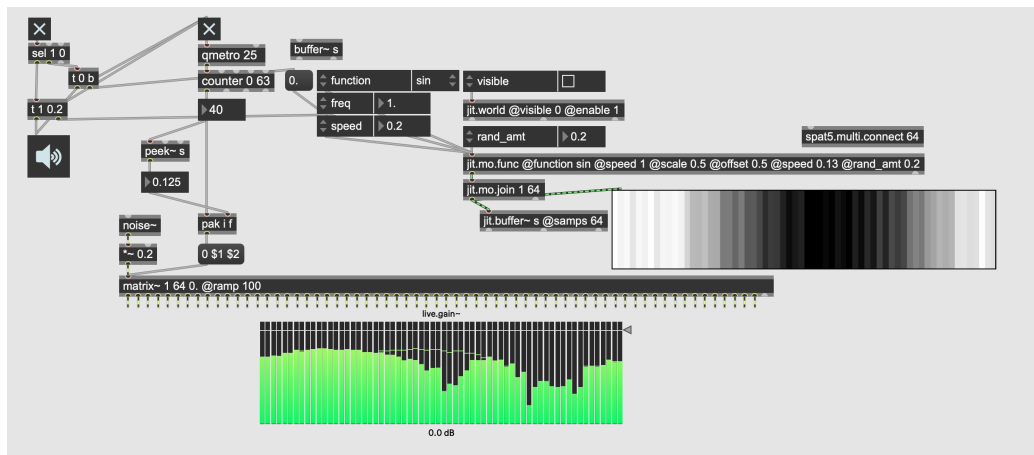 sel 1 0
t 0 b
t 1 0.2
qmetro 25
counter 0 63
40
buffer~ s
0.
function
sin
freq
1.
speed
0.2
visible
jit.world @visible 0 @enable 1
rand_amt
0.2
spat5.multi.connect 64
jit.mo.func @function sin @speed 1 @scale 0.5 @offset 0.5 @speed 0.13 @rand_amt 0.2
peek~ s
0.125
jit.mo.join 1 64
jit.buffer~ s @samps 64
noise~
pak i f
*~ 0.2
0 $1 $2
matrix~ 1 64 0. @ramp 100
live.gain~
0.0 dB